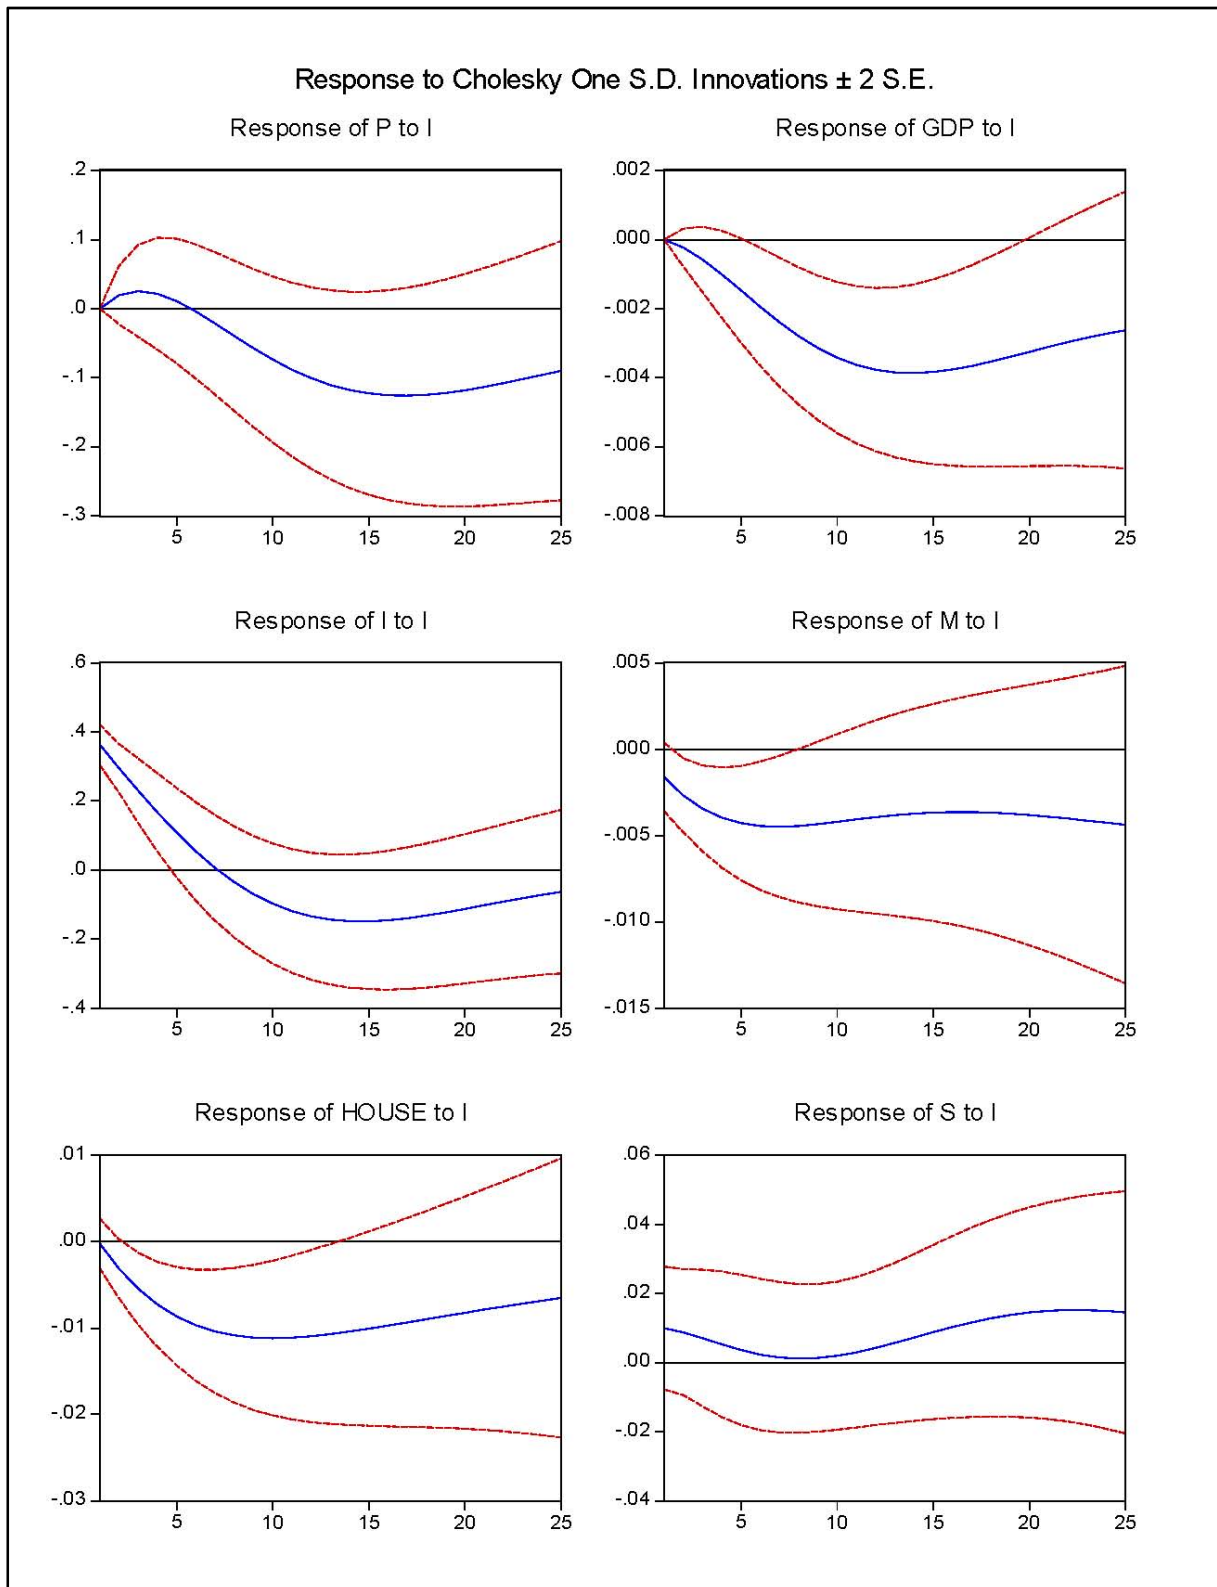 Response to Cholesky One S.D. Innovations ± 2 S.E.
Response of P to I
.2
.1
.0
-.1
-.2
-.3
5 10 15 20 25
Response of GDP to I
.002
.000
-.002
-.004
-.006
-.008
5 10 15 20 25
Response of I to I
.6
.4
.2
.0
-.2
-.4
5 10 15 20 25
Response of M to I
.005
.000
-.005
-.010
-.015
5 10 15 20 25
Response of HOUSE to I
.01
.00
-.01
-.02
-.03
5 10 15 20 25
Response of S to I
.06
.04
.02
.00
-.02
-.04
5 10 15 20 25